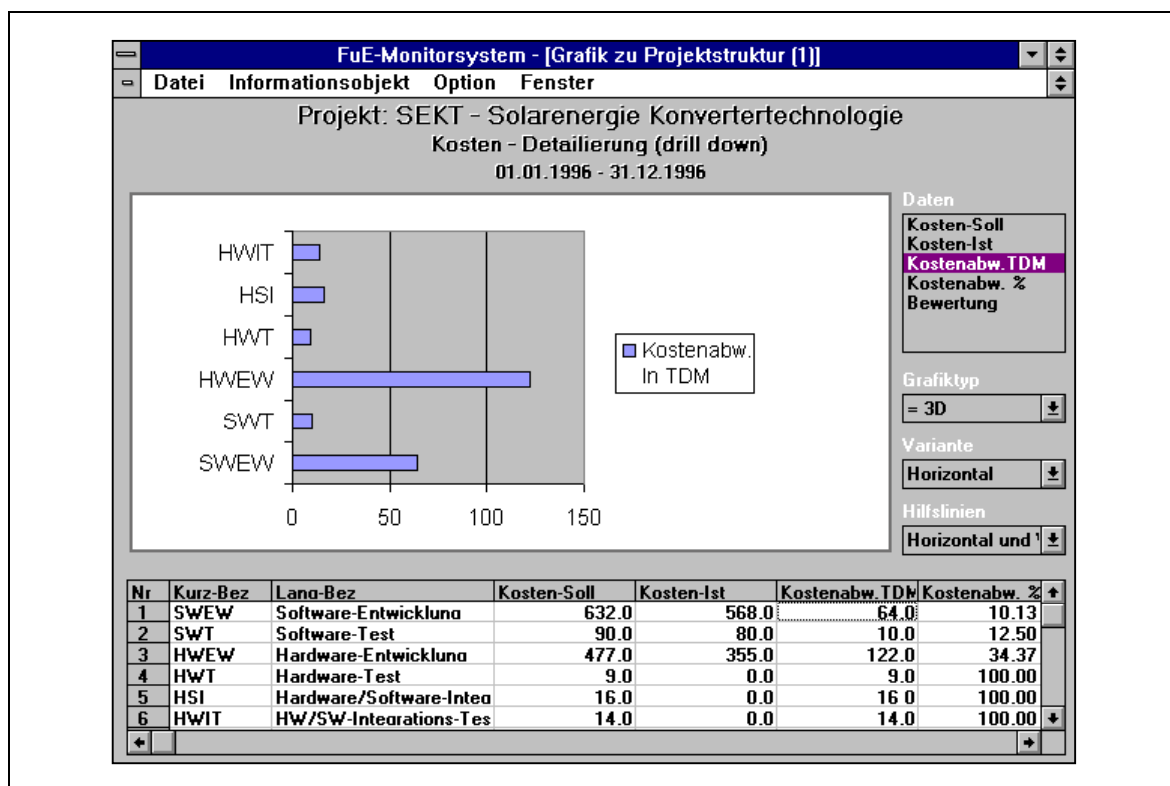 FuE-Monitorsystem - [Grafik zu Projektstruktur (1)]
Datei Informationsobjekt Option Fenster
Projekt: SEKT - Solarenergie Konvertertechnologie
Kosten - Detailierung (drill down)
01.01.1996 - 31.12.1996
Daten
Kosten-Soll
Kosten-Ist
Kostenabw.TDM
Kostenabw. %
Bewertung
HWIT
HSI
HWT
HWEW
SWT
SWEW
0 50 100 150
Kostenabw.
In TDM
Grafiktyp
= 3D
Variante
Horizontal
Hilfslinien
Horizontal und
Nr Kurz-Bez Lang-Bez Kosten-Soll Kosten-Ist Kostenabw.TDM Kostenabw. %
1 SWEW Software-Entwicklung 632.0 568.0 64.0 10.13
2 SWT Software-Test 90.0 80.0 10.0 12.50
3 HWEW Hardware-Entwicklung 477.0 355.0 122.0 34.37
4 HWT Hardware-Test 9.0 0.0 9.0 100.00
5 HSI Hardware/Software-Integ 16.0 0.0 16 0 100.00
6 HWIT HW/SW-Integrations-Tes 14.0 0.0 14.0 100.00